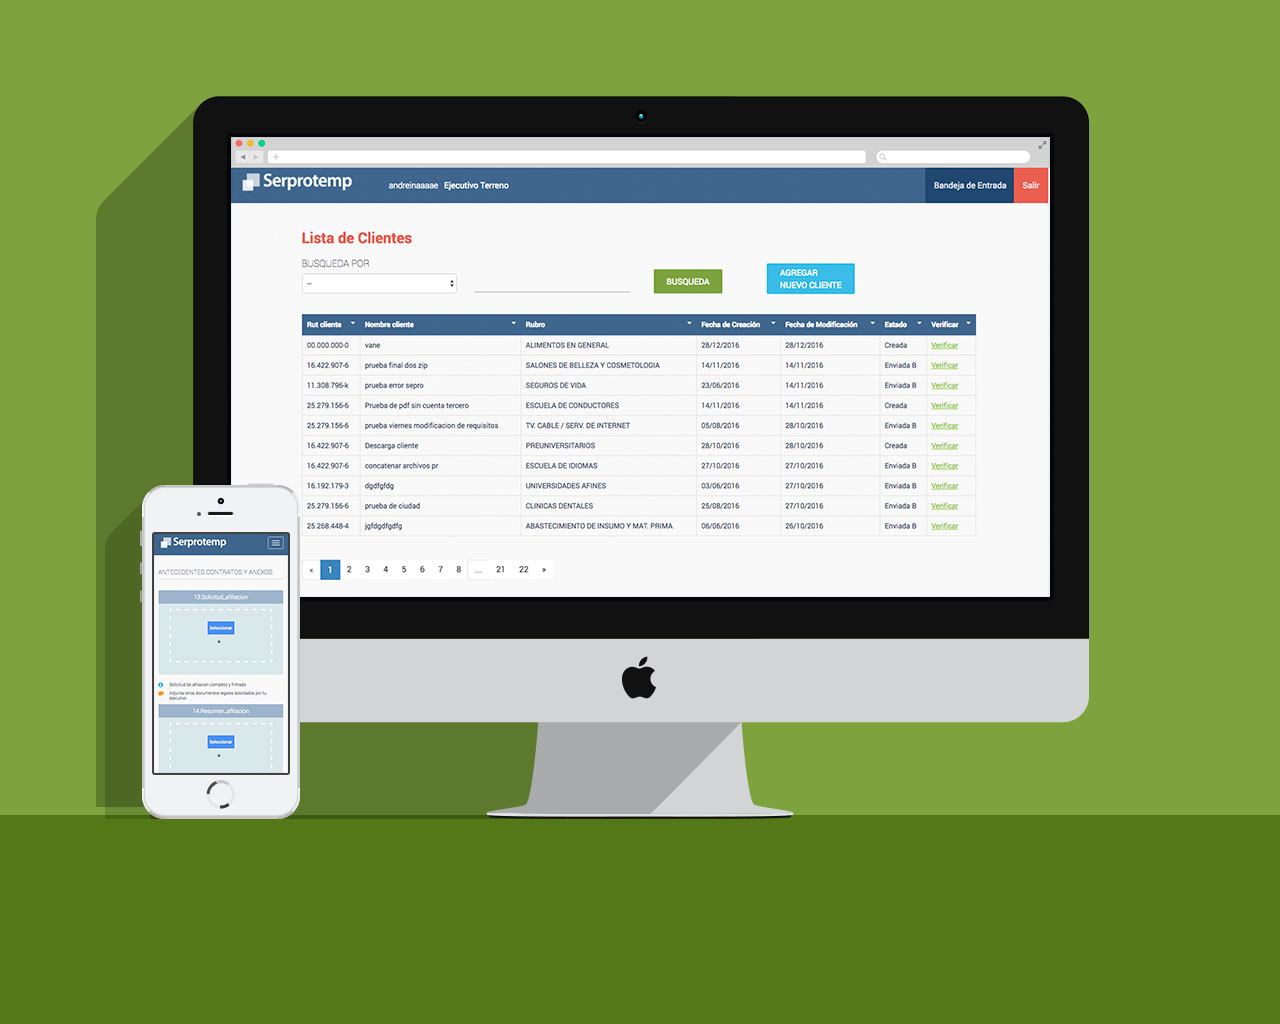 Serprotemp andreinaaaae Ejecutivo Terreno Bandeja de Entrada Salir
Lista de Clientes
BUSQUEDA POR
--
BUSQUEDA
AGREGAR
NUEVO CLIENTE
Rut cliente Nombre cliente Rubro Fecha de Creación Fecha de Modificación Estado Verificar
00.000.000-0 vane ALIMENTOS EN GENERAL 28/12/2016 28/12/2016 Creada Verificar
16.422.907-6 prueba final dos zip SALONES DE BELLEZA Y COSMETOLOGIA 14/11/2016 14/11/2016 Enviada B Verificar
11.308.796-k prueba error sepro SEGUROS DE VIDA 23/06/2016 14/11/2016 Enviada B Verificar
25.279.156-6 Prueba de pdf sin cuenta tercero ESCUELA DE CONDUCTORES 14/11/2016 14/11/2016 Creada Verificar
25.279.156-6 prueba viernes modificacion de requisitos TV. CABLE / SERV. DE INTERNET 05/08/2016 28/10/2016 Enviada B Verificar
16.422.907-6 Descarga cliente PREUNIVERSITARIOS 28/10/2016 28/10/2016 Creada Verificar
16.422.907-6 concatenar archivos pr ESCUELA DE IDIOMAS 27/10/2016 27/10/2016 Enviada B Verificar
16.192.179-3 dgdfgfdg UNIVERSIDADES AFINES 03/06/2016 27/10/2016 Enviada B Verificar
25.279.156-6 prueba de ciudad CLINICAS DENTALES 25/08/2016 27/10/2016 Enviada B Verificar
25.268.448-4 jgfdgdfgdfg ABASTECIMIENTO DE INSUMO Y MAT. PRIMA 06/06/2016 26/10/2016 Enviada B Verificar
« 1 2 3 4 5 6 7 8 ... 21 22 »
Serprotemp
ANTECEDENTES CONTRATOS Y ANEXOS
13.Solicitud_afiliacion
Seleccionar
Solicitud de afiliacion completo y firmado
Adjuntar otros documentos legales solicitados por tu
ejecutivo
14.Resumen_afiliacion
Seleccionar